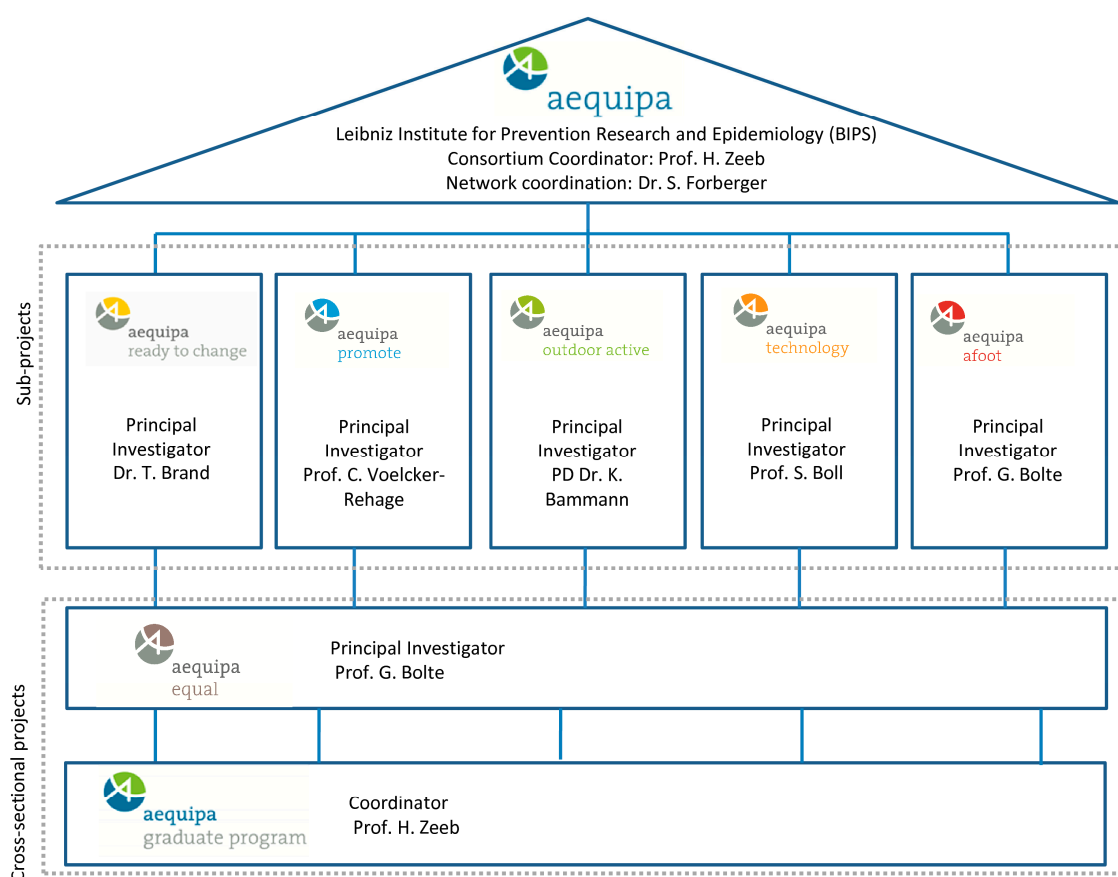 aequipa
Leibniz Institute for Prevention Research and Epidemiology (BIPS)
Consortium Coordinator: Prof. H. Zeeb
Network coordination: Dr. S. Forberger
Sub-projects
aequipa
ready to change
Principal
Investigator
Dr. T. Brand
aequipa
promote
Principal
Investigator
Prof. C. Voelcker-
Rehage
aequipa
outdoor active
Principal
Investigator
PD Dr. K.
Bammann
aequipa
technology
Principal
Investigator
Prof. S. Boll
aequipa
afoot
Principal
Investigator
Prof. G. Bolte
Cross-sectional projects
aequipa
equal
Principal Investigator
Prof. G. Bolte
aequipa
graduate program
Coordinator
Prof. H. Zeeb